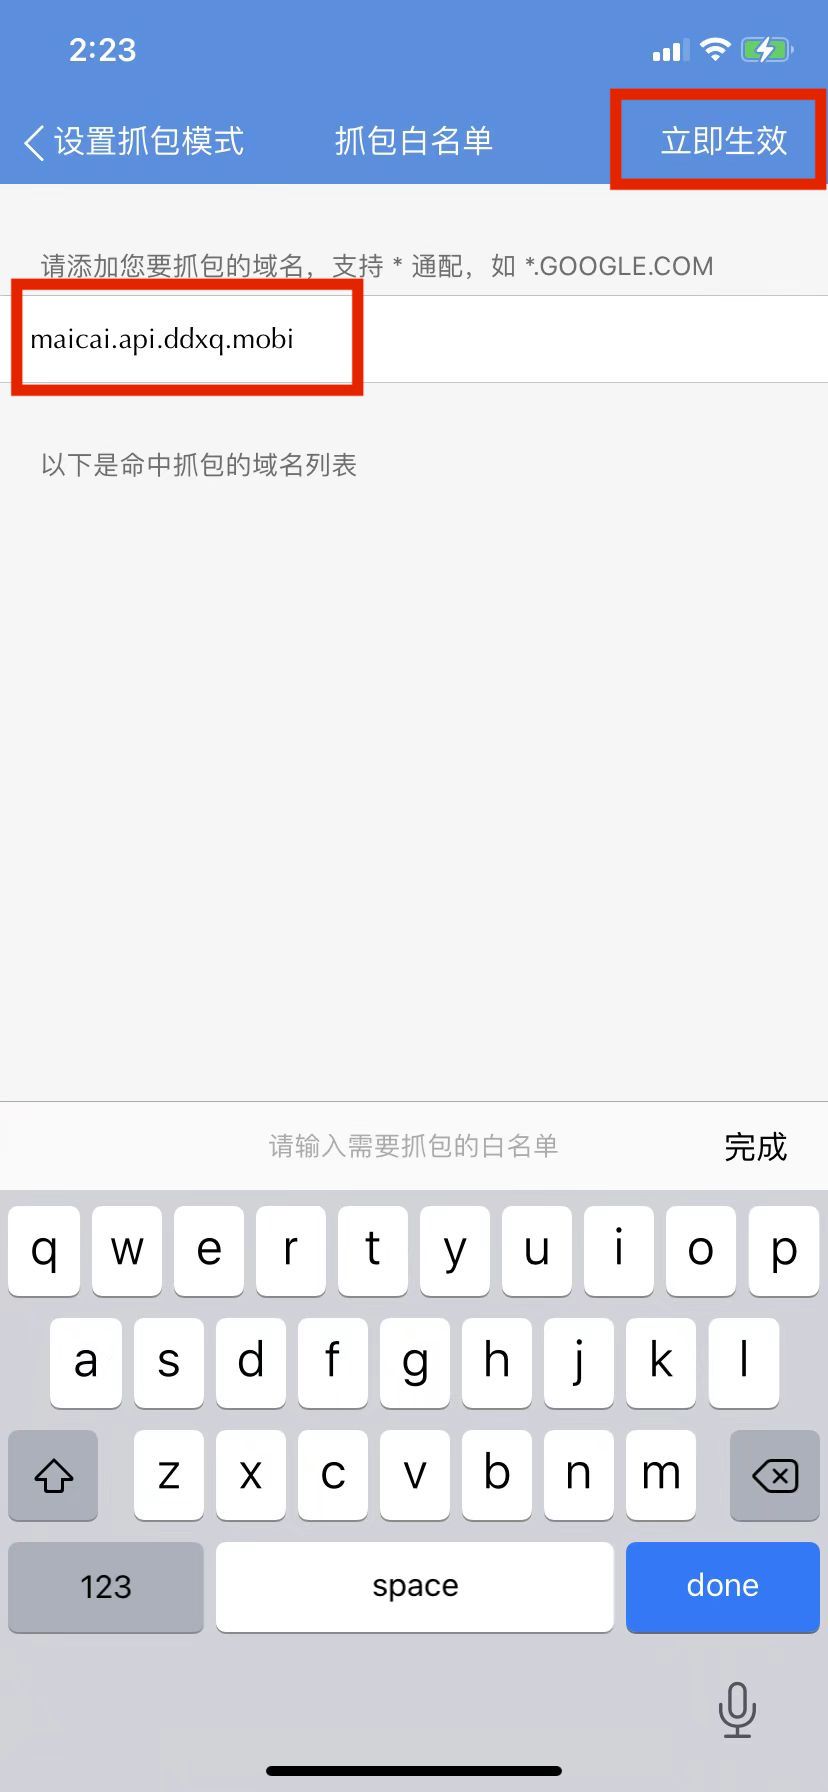 2:23
设置抓包模式 抓包白名单 立即生效
请添加您要抓包的域名，支持 * 通配，如 *.GOOGLE.COM
maicai.api.ddxq.mobi
以下是命中抓包的域名列表
请输入需要抓包的白名单 完成
q w e r t y u i o p
a s d f g h j k l
z x c v b n m
123 space done